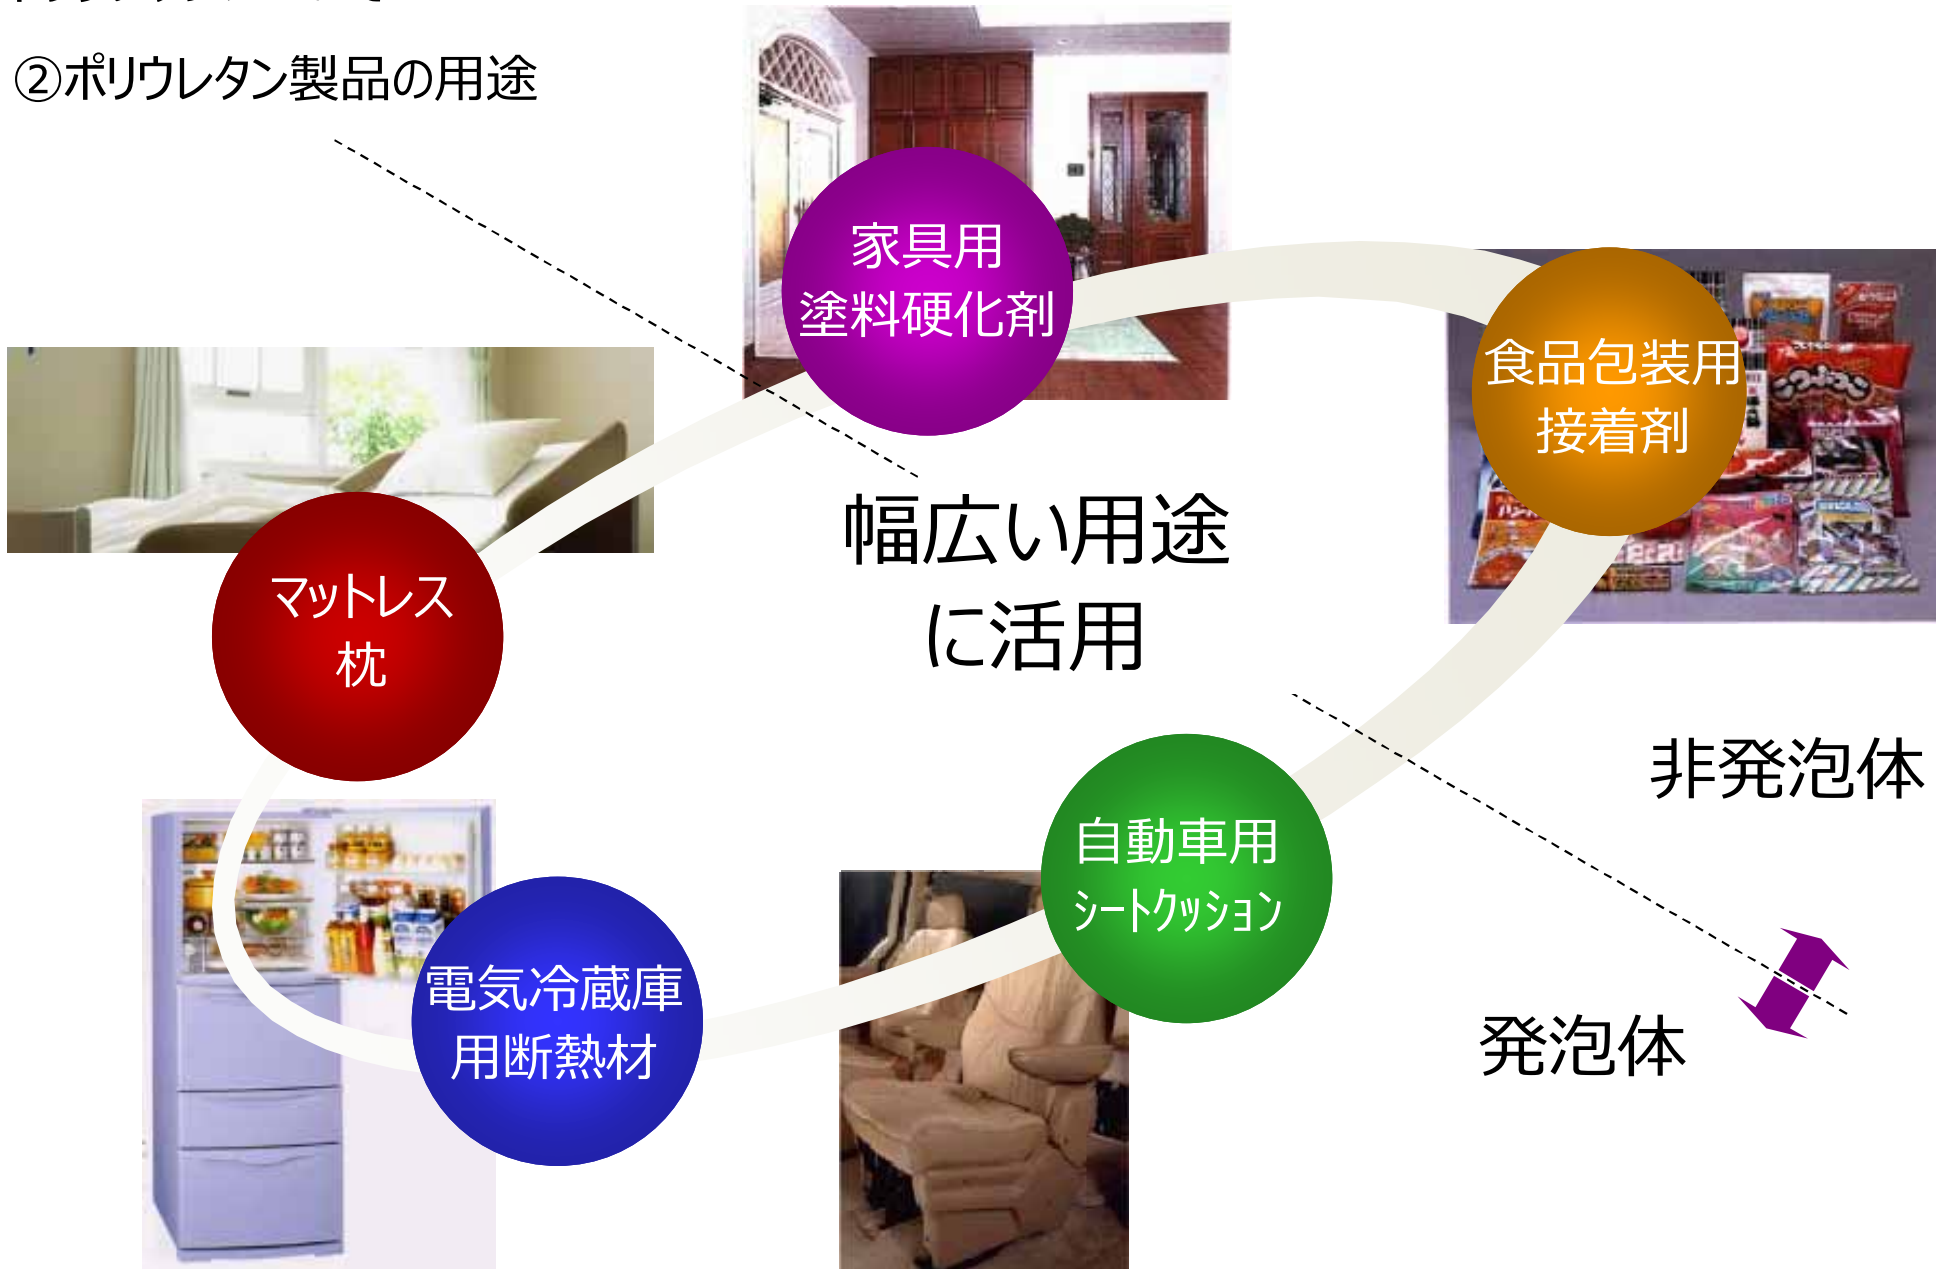 ②ポリウレタン製品の用途
家具用
塗料硬化剤
食品包装用
接着剤
マットレス
枕
幅広い用途
に活用
非発泡体
自動車用
ｼｰﾄｸｯｼｮﾝ
電気冷蔵庫
用断熱材
発泡体